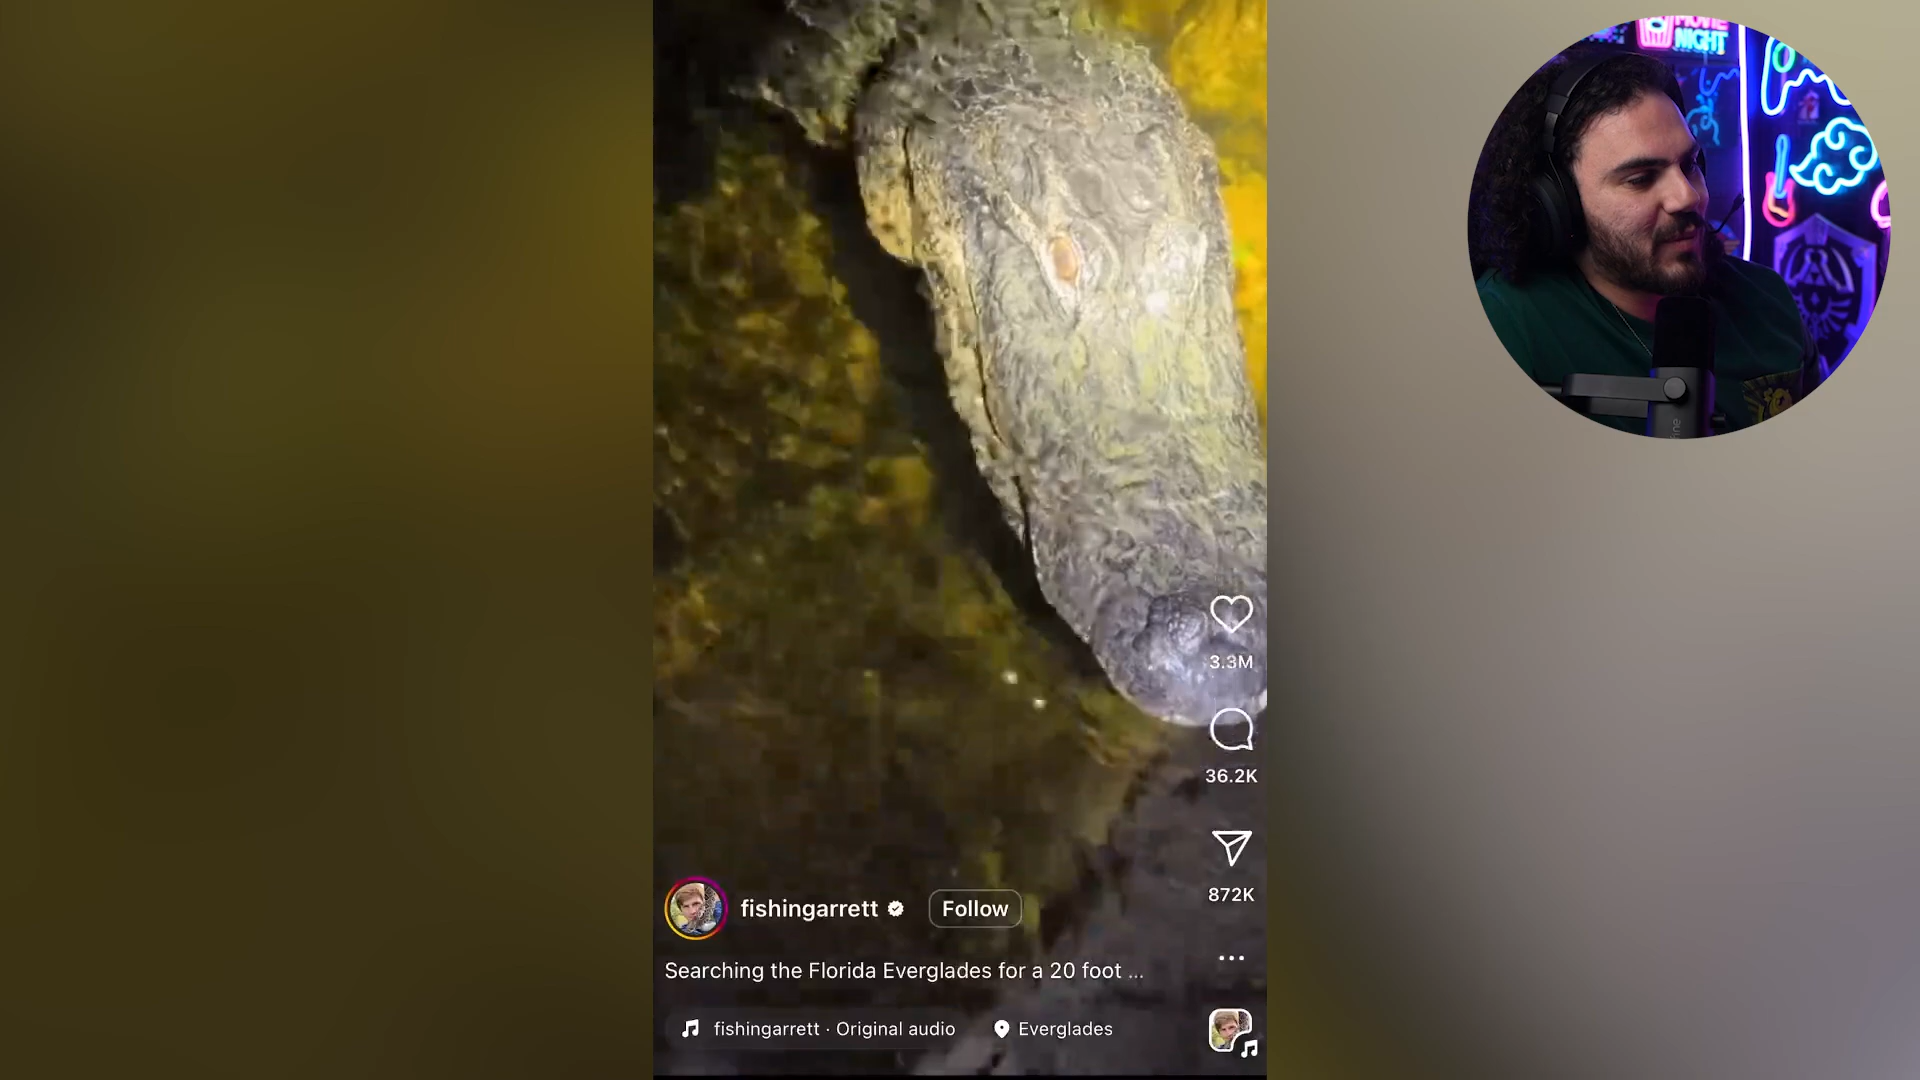 MOVIE
NIGHT
3.3M
36.2K
872K
fishingarrett
Follow
Searching the Florida Everglades for a 20 foot ...
fishingarrett · Original audio
Everglades